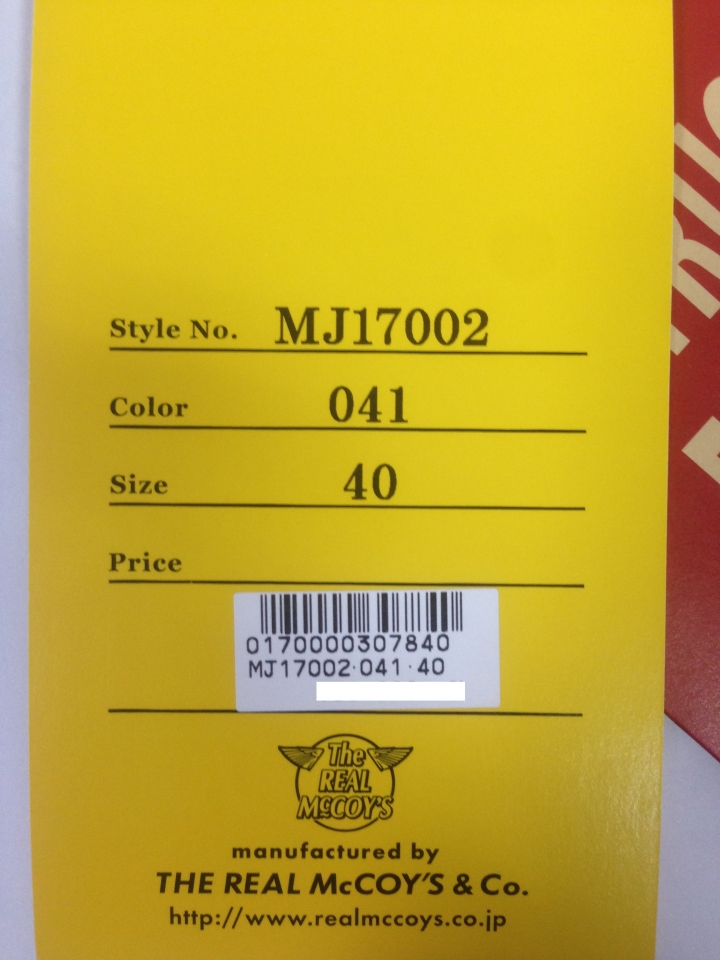 Style No. MJ17002
Color 041
Size 40
Price
0170000307840
MJ17002·041·40
The
REAL
McCOY'S
manufactured by
THE REAL McCOY'S & Co.
http://www.realmccoys.co.jp